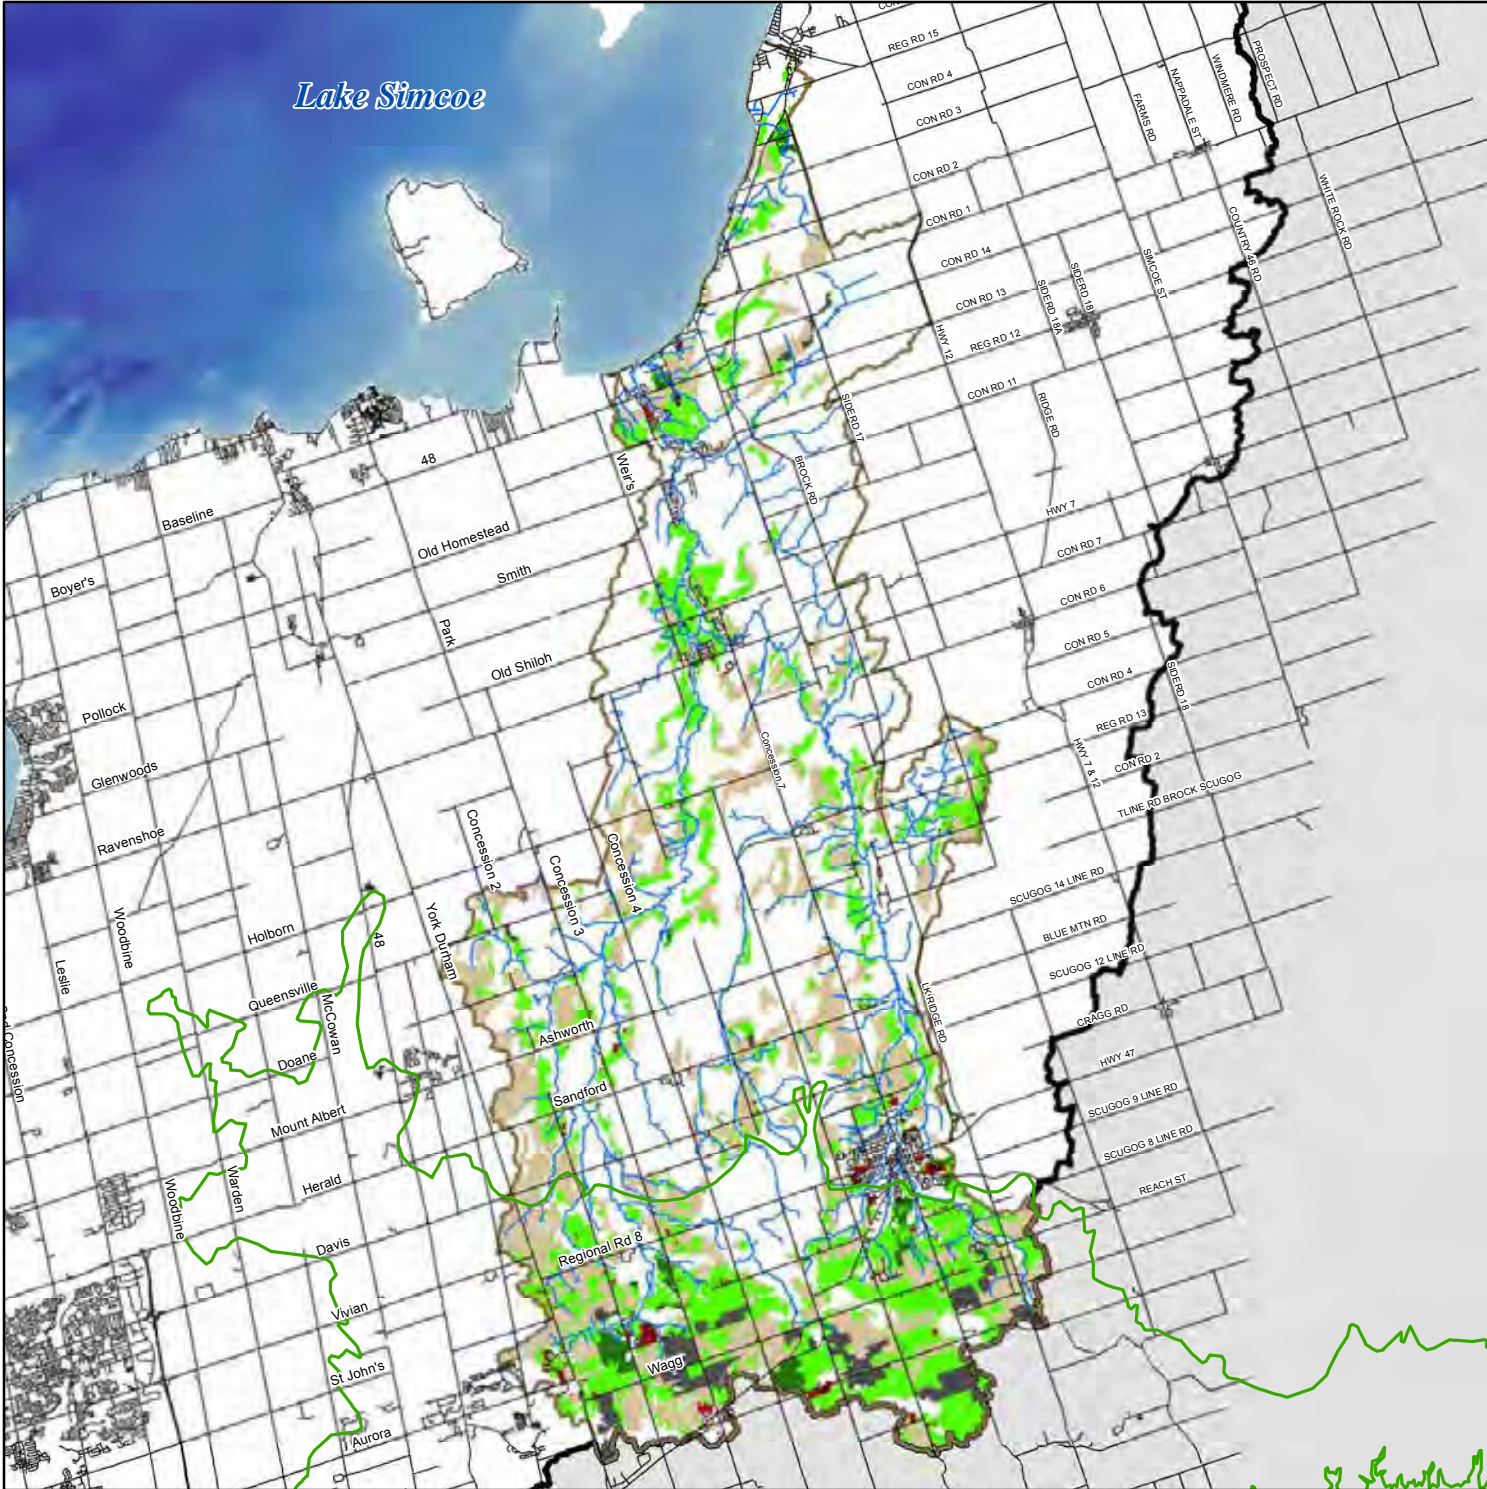 Lake Simcoe
REG RD 15
CON RD 4
CON RD 3
CON RD 2
CON RD 1
CON RD 14
CON RD 13
REG RD 12
CON RD 11
FARMS RD
NAPPADALE ST
WINDMERE RD
PROSPECT RD
WHITE ROCK RD
COUNTRY 46 RD
SIMCOE ST
SIDERD 18
SIDERD 18A
HWY 12
SIDERD 17
RIDGE RD
BROCK RD
HWY 7
CON RD 7
CON RD 6
CON RD 5
CON RD 4
REG RD 13
CON RD 2
SIDERD 18
HWY 7 & 12
TLINE RD BROCK SCUGOG
SCUGOG 14 LINE RD
BLUE MTN RD
SCUGOG 12 LINE RD
CRAGG RD
HWY 47
SCUGOG 9 LINE RD
SCUGOG 8 LINE RD
REACH ST
LK RIDGE RD
48
Weir's
Baseline
Old Homestead
Boyer's
Smith
Park
Old Shiloh
Pollock
Glenwoods
Ravenshoe
Concession 7
Concession 2
Concession 3
Concession 4
York Durham
Woodbine
Holborn
48
Leslie
Queensville
McCowan
Doane
Ashworth
Sandford
Mount Albert
Herald
Warden
Woodbine
Davis
Regional Rd 8
Vivian
St John's
Wagg
Aurora